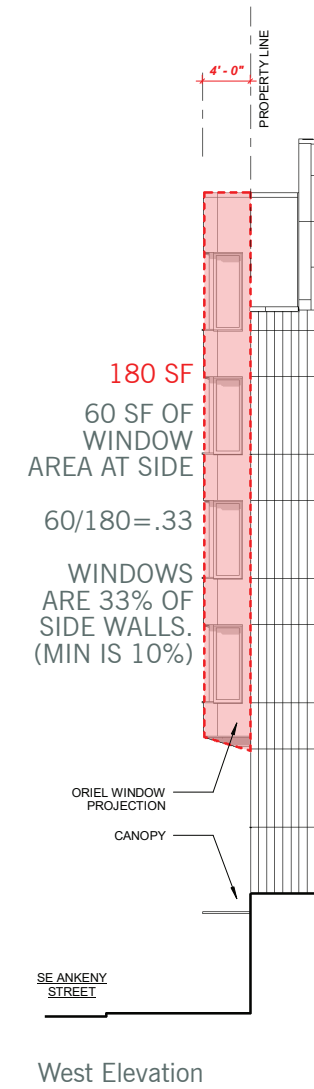 4' - 0"
PROPERTY LINE
180 SF
60 SF OF
WINDOW
AREA AT SIDE
60/180=.33
WINDOWS
ARE 33% OF
SIDE WALLS.
(MIN IS 10%)
ORIEL WINDOW
PROJECTION
CANOPY
SE ANKENY
STREET
West Elevation